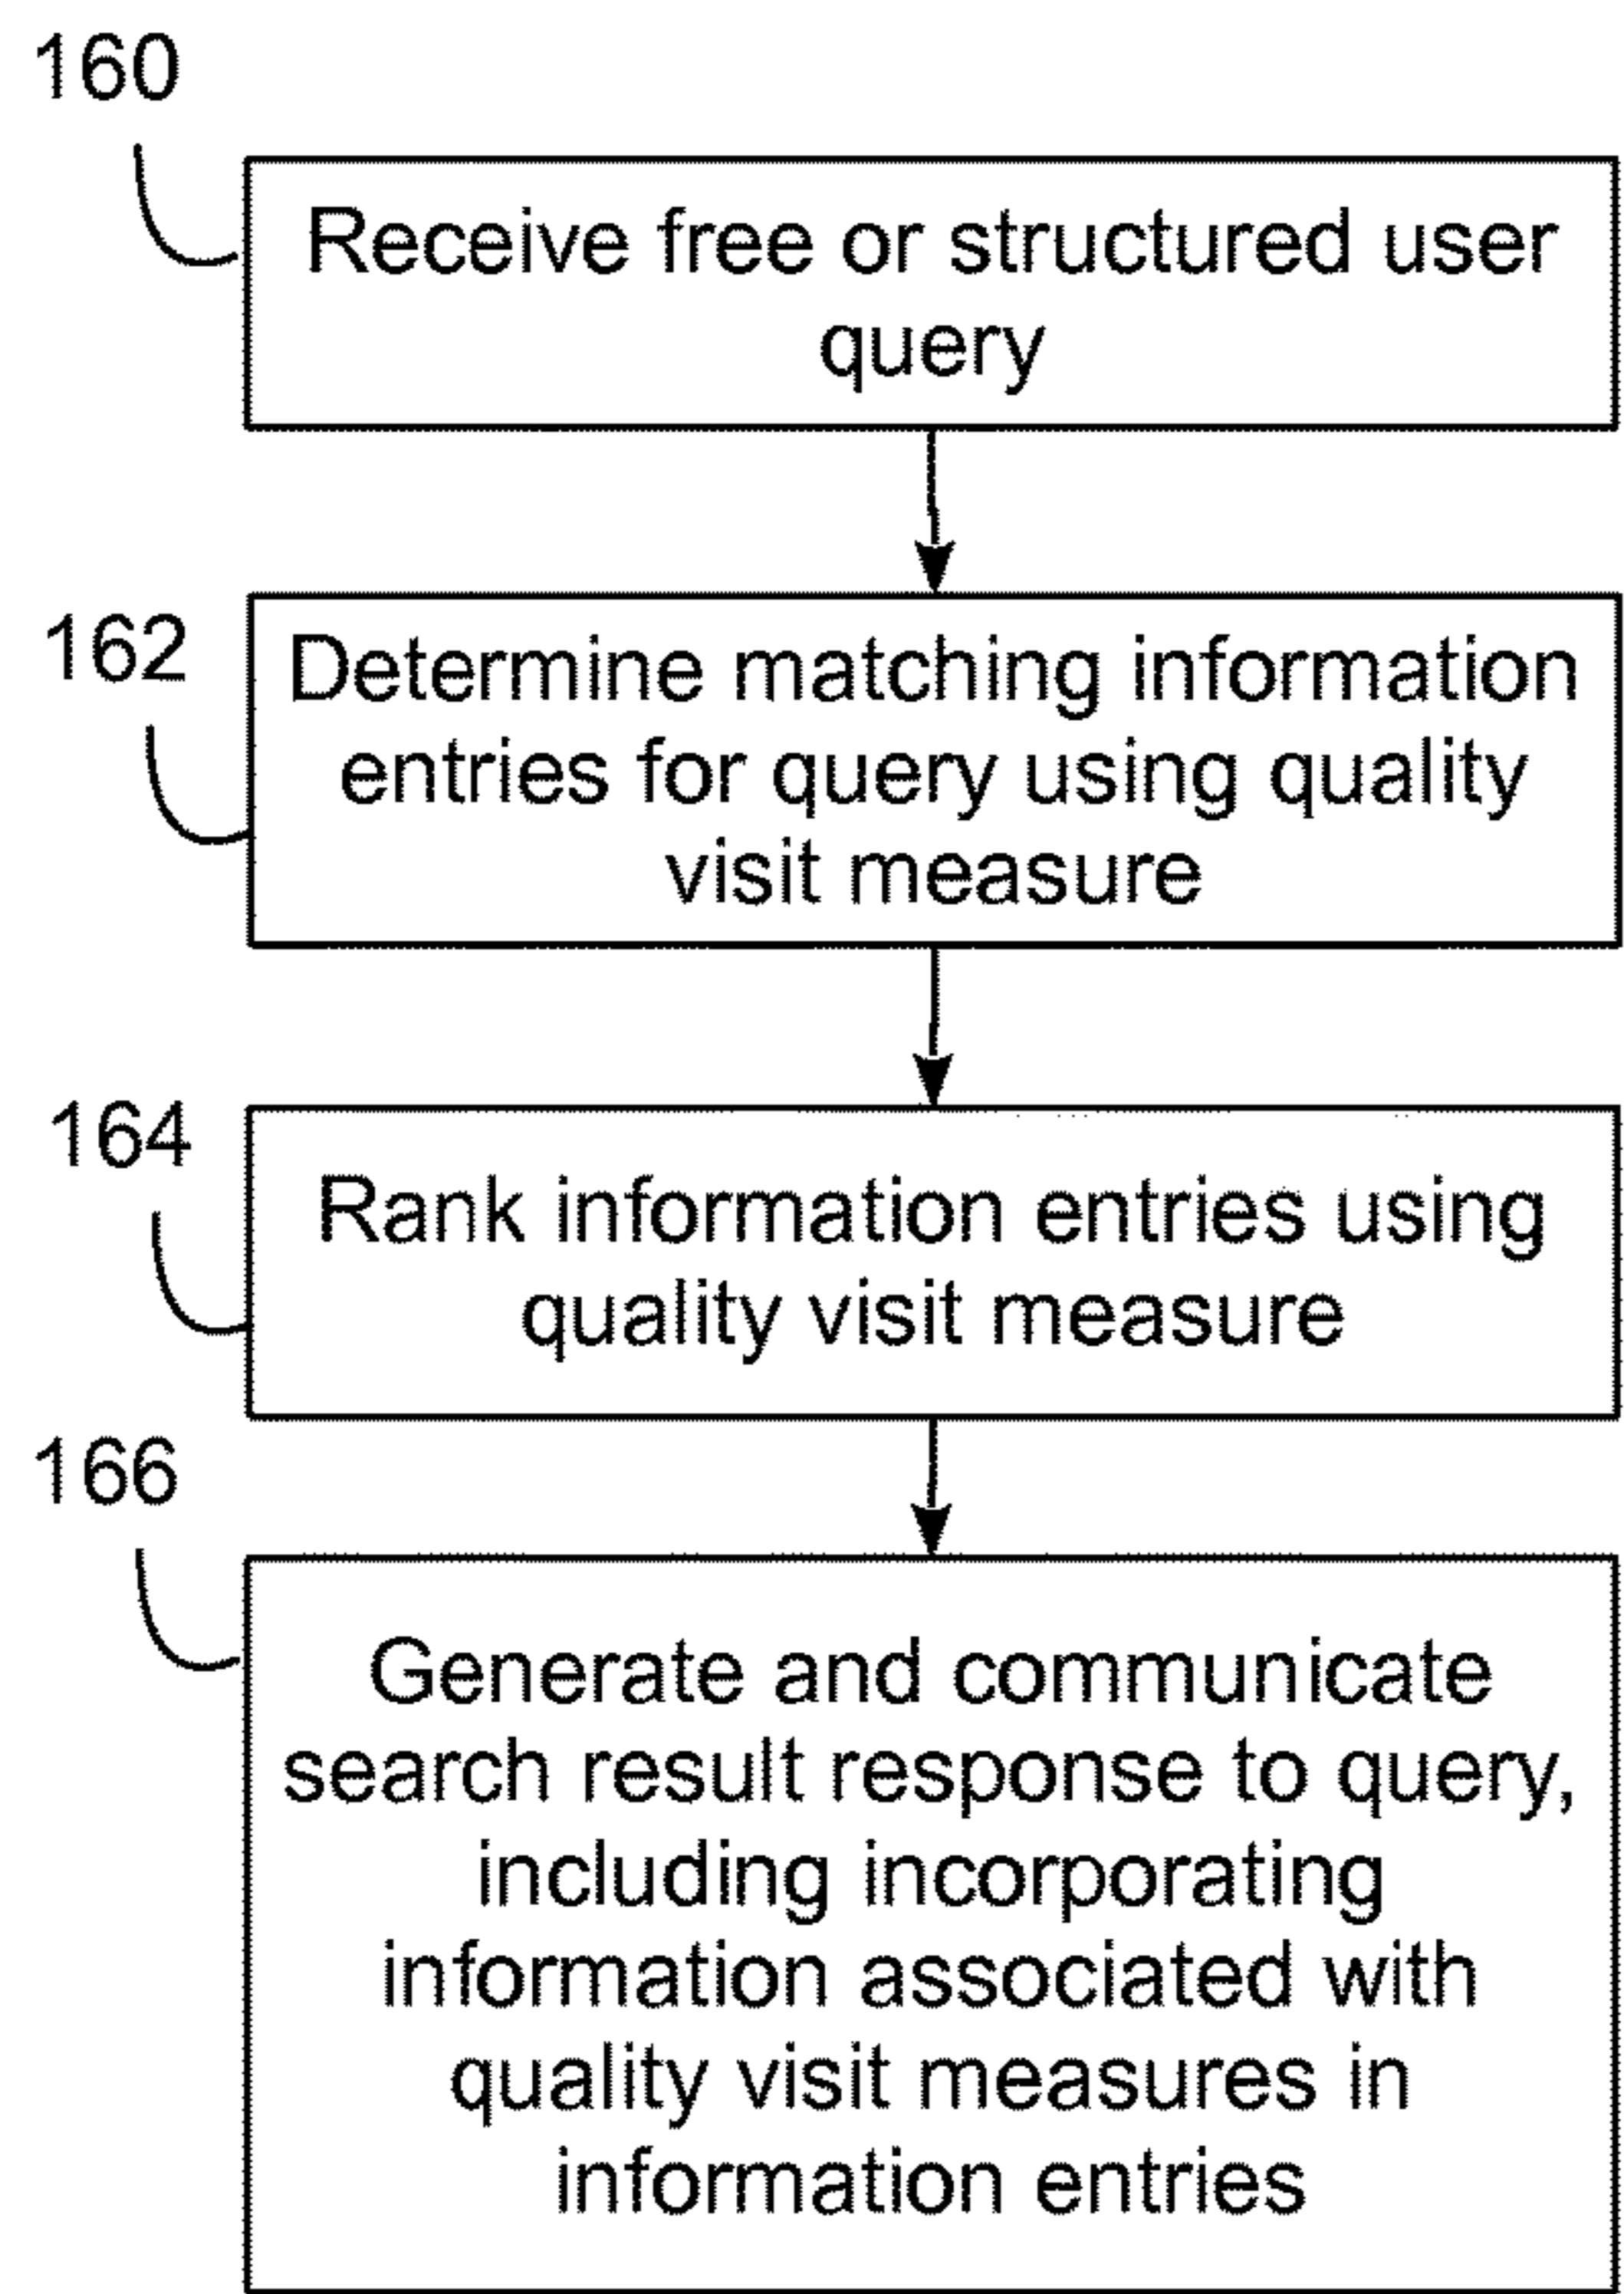 160
Receive free or structured user
query
162
Determine matching information
entries for query using quality
visit measure
164
Rank information entries using
quality visit measure
166
Generate and communicate
search result response to query,
including incorporating
information associated with
quality visit measures in
information entries